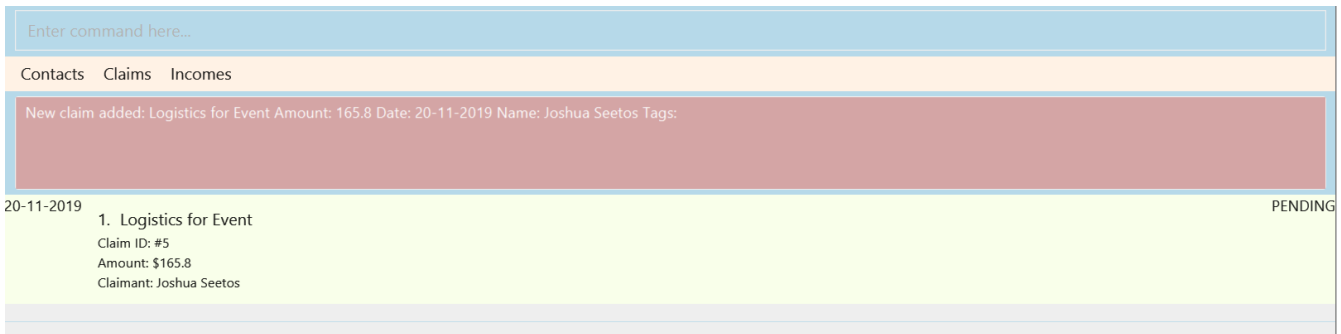 Enter command here...
Contacts Claims Incomes
New claim added: Logistics for Event Amount: 165.8 Date: 20-11-2019 Name: Joshua Seetos Tags:
20-11-2019 PENDING
1. Logistics for Event
Claim ID: #5
Amount: $165.8
Claimant: Joshua Seetos